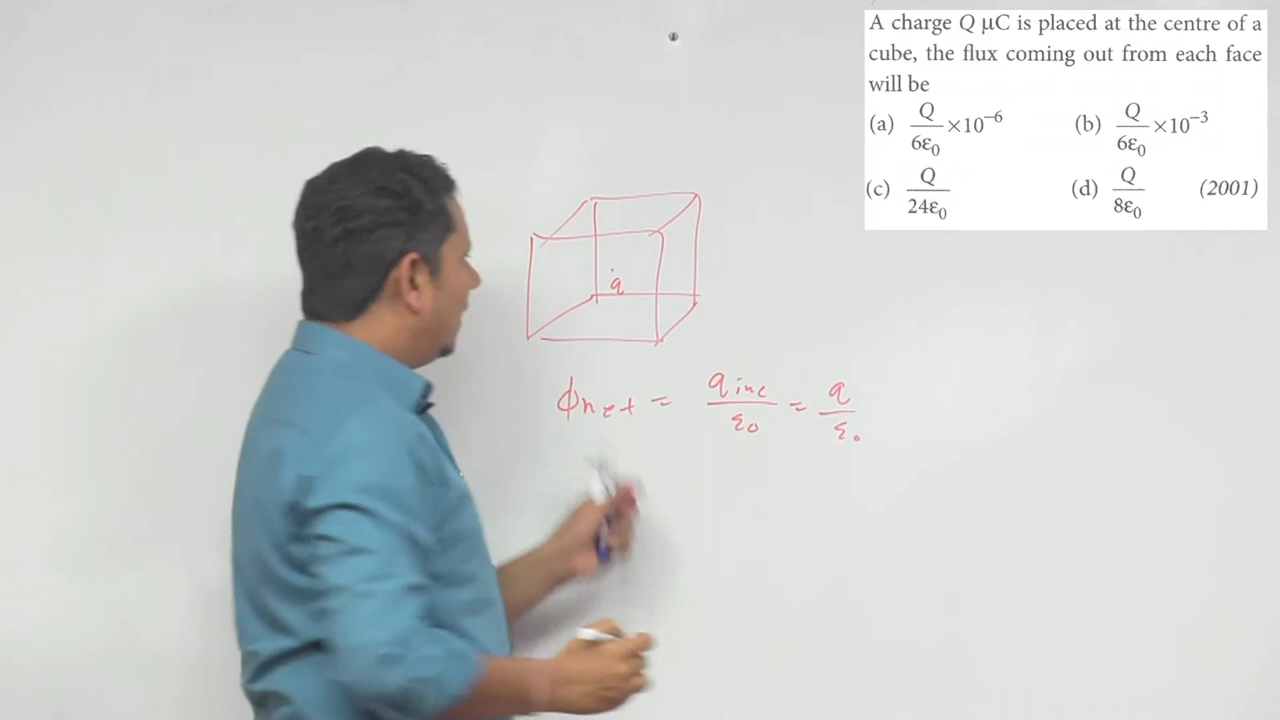 A charge Q μC is placed at the centre of a
cube, the flux coming out from each face
will be
(a) Q/6ε₀ ×10⁻⁶ (b) Q/6ε₀ ×10⁻³
(c) Q/24ε₀ (d) Q/8ε₀ (2001)
q
ϕnet = q inc/ε₀ = q/ε₀